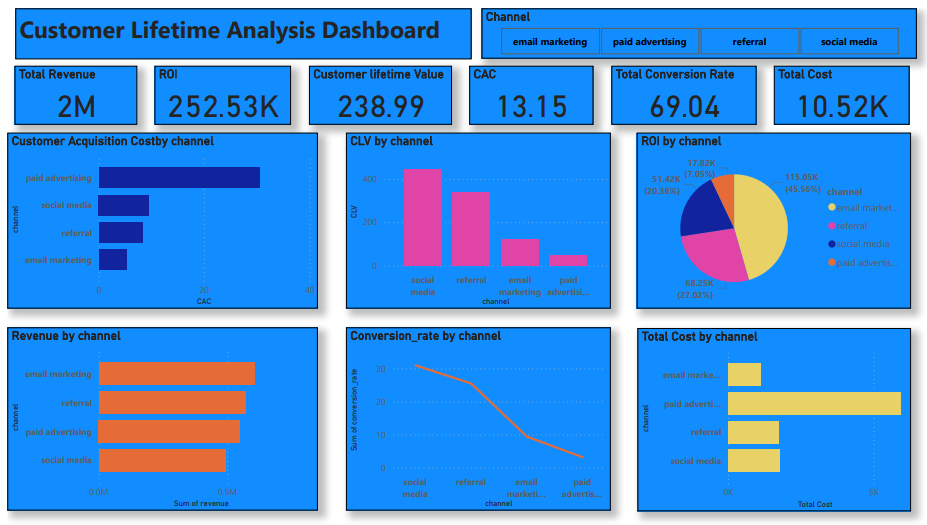 Customer Lifetime Analysis Dashboard
Channel
email marketing paid advertising referral social media
Total Revenue
2M
ROI
252.53K
Customer lifetime Value
238.99
CAC
13.15
Total Conversion Rate
69.04
Total Cost
10.52K
Customer Acquisition Costby channel
channel
paid advertising
social media
referral
email marketing
0 20 40
CAC
CLV by channel
CLV
400
200
0
social media
referral
email marketing
paid advertisi...
channel
ROI by channel
17.82K
(7.05%)
51.42K
(20.36%)
115.05K
(45.56%)
68.25K
(27.02%)
channel
email market...
referral
social media
paid advertis...
Revenue by channel
channel
email marketing
referral
paid advertising
social media
0.0M 0.5M
Sum of revenue
Conversion_rate by channel
Sum of conversion_rate
30
20
10
0
social media
referral
email marketi...
paid advertis...
channel
Total Cost by channel
channel
email marke...
paid adverti...
referral
social media
0K 5K
Total Cost